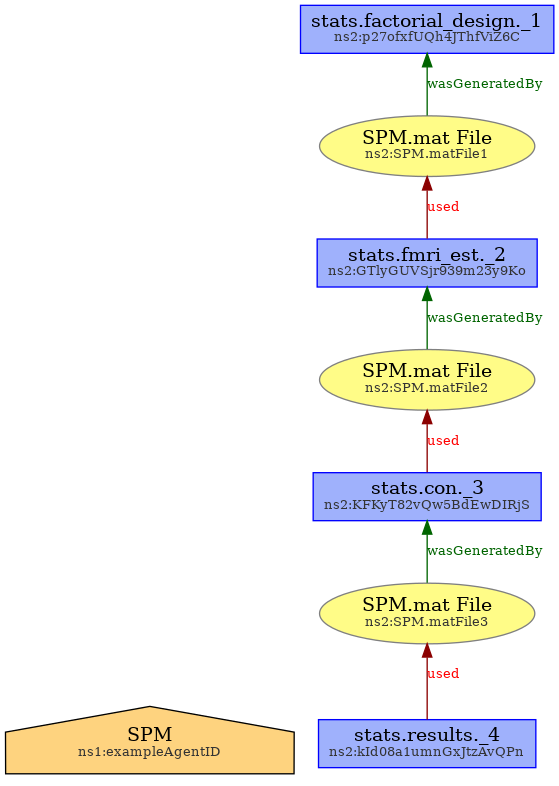 stats.factorial_design._1
ns2:p27ofxfUQh4JThfViZ6C
wasGeneratedBy
SPM.mat File
ns2:SPM.matFile1
used
stats.fmri_est._2
ns2:GTlyGUVSjr939m23y9Ko
wasGeneratedBy
SPM.mat File
ns2:SPM.matFile2
used
stats.con._3
ns2:KFKyT82vQw5BdEwDIRjS
wasGeneratedBy
SPM.mat File
ns2:SPM.matFile3
used
SPM
ns1:exampleAgentID
stats.results._4
ns2:kId08a1umnGxJtzAvQPn